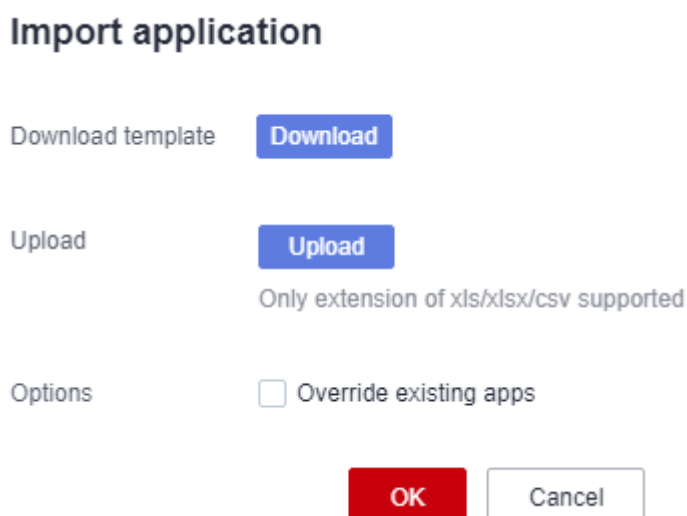 Import application
Download template Download
Upload Upload
Only extension of xls/xlsx/csv supported
Options Override existing apps
OK Cancel